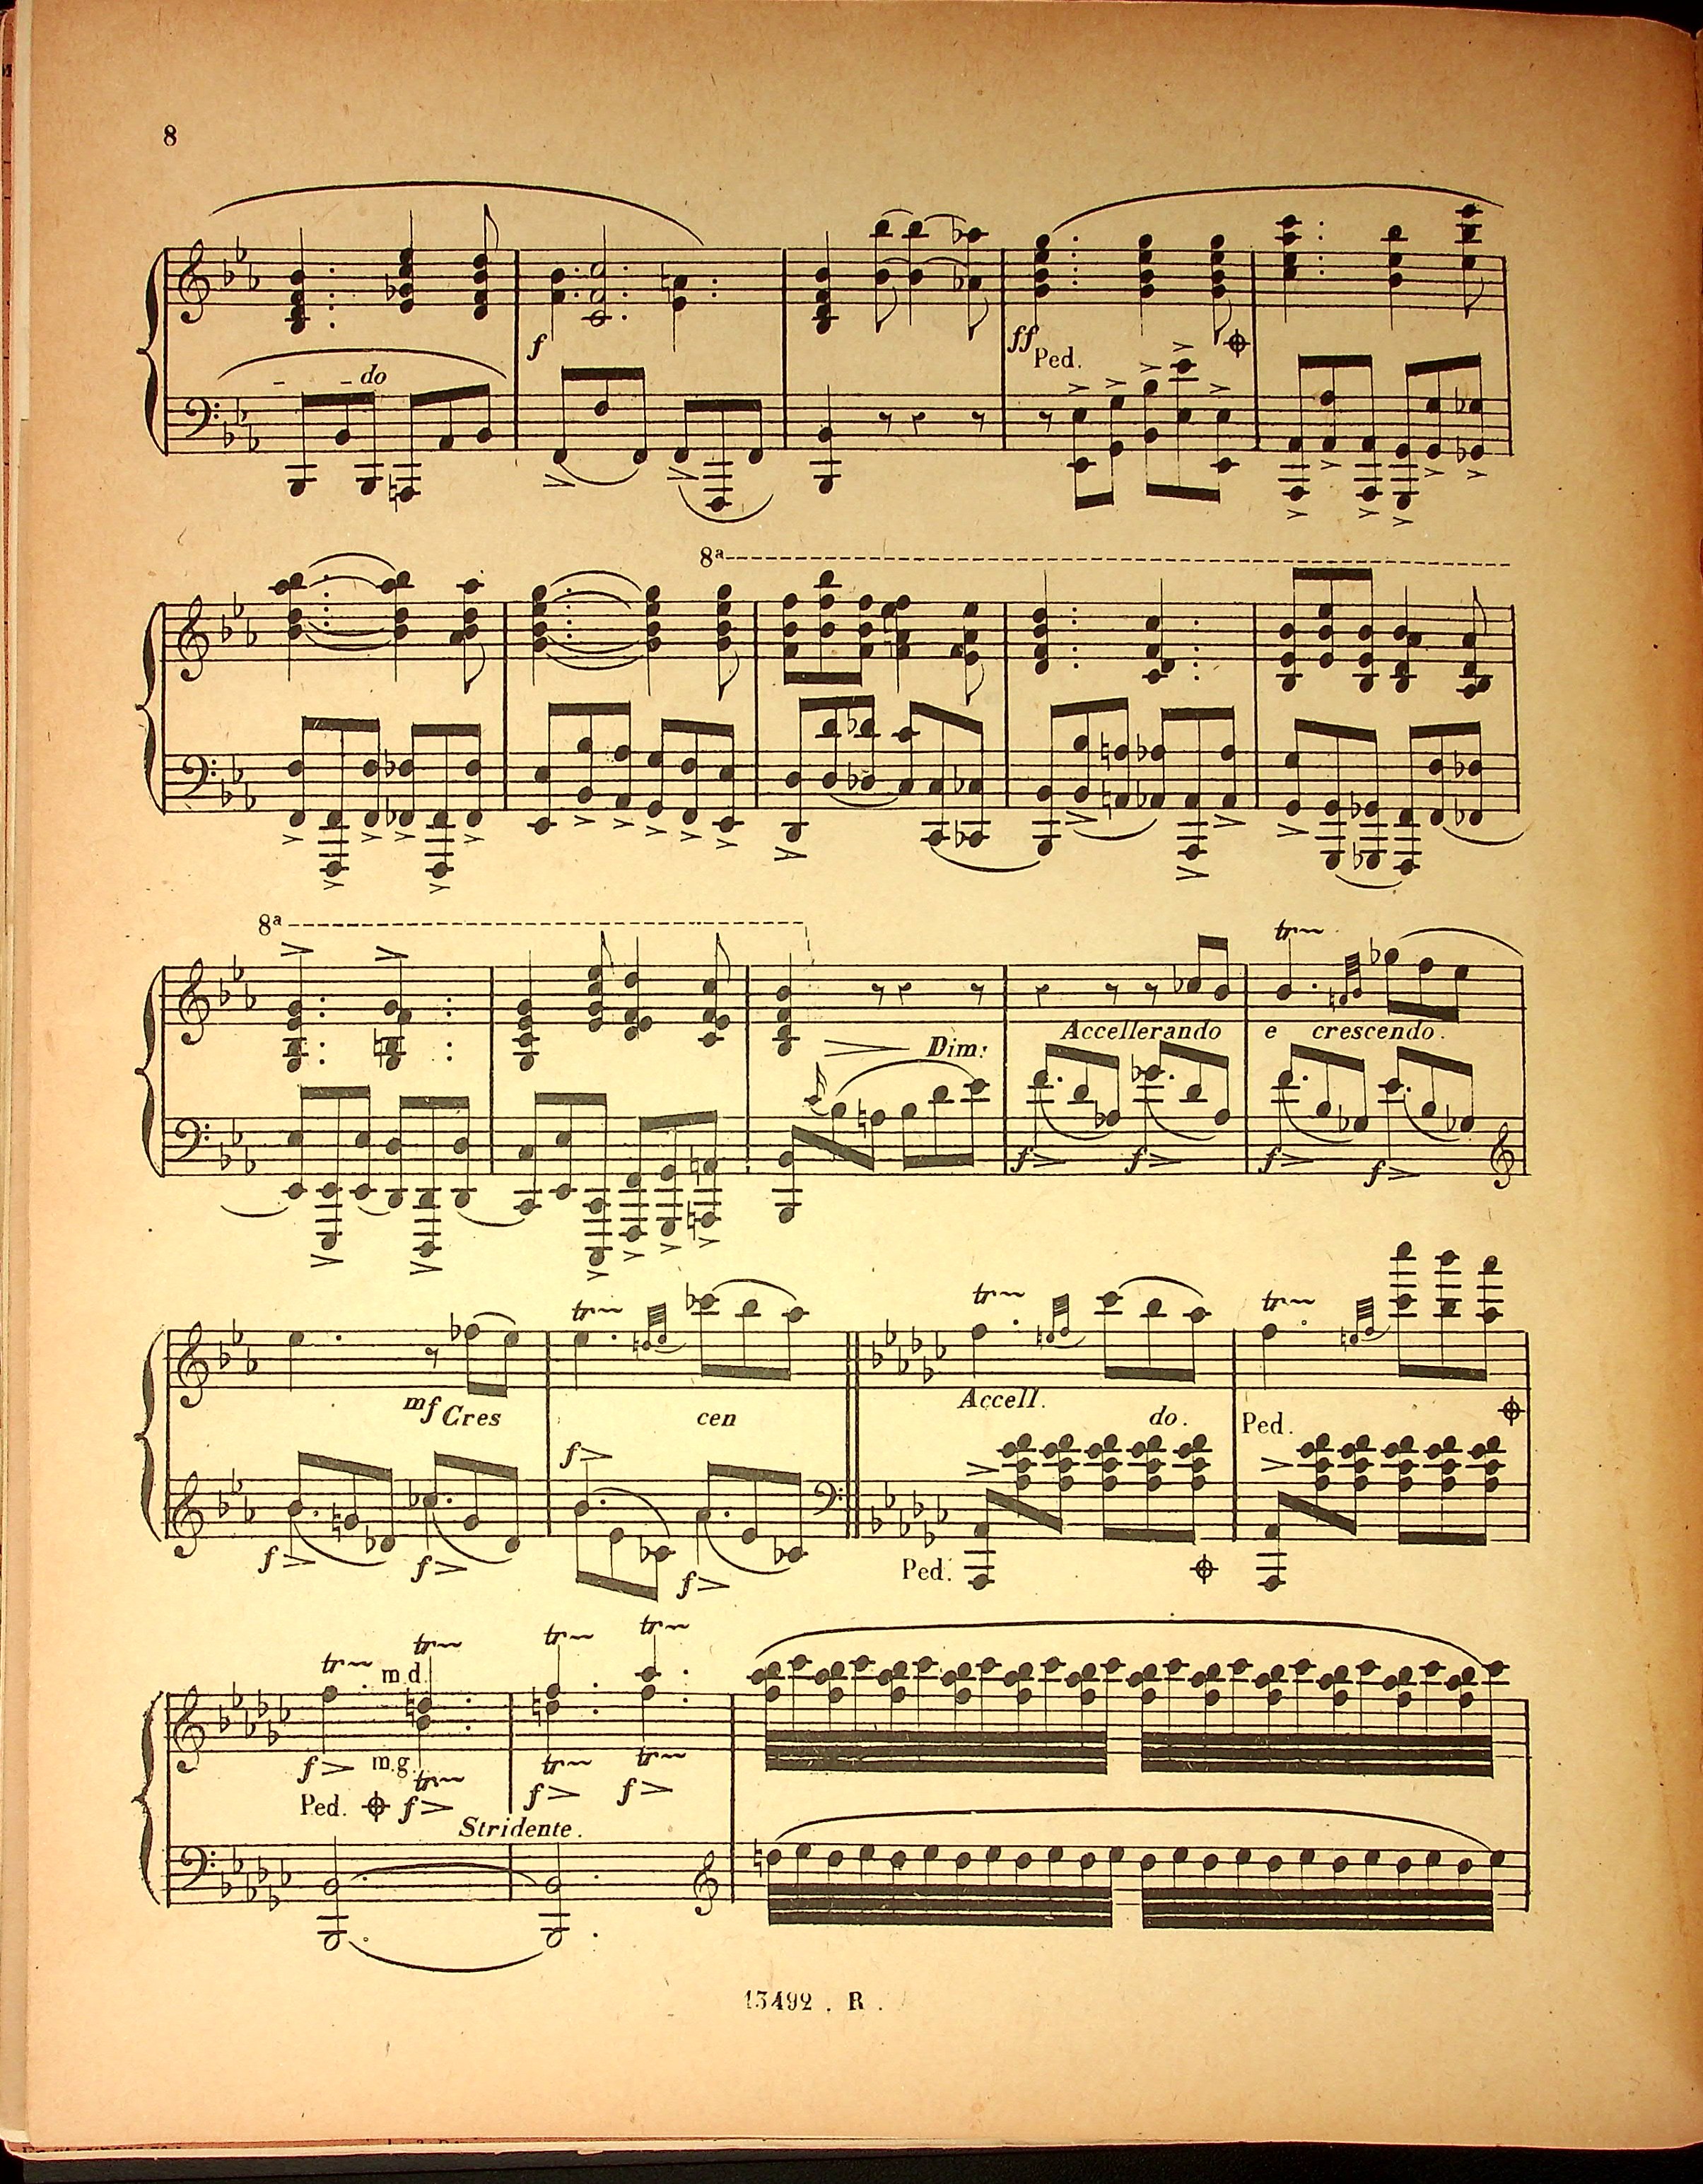 8
f
ff
Ped.
- - do
8ª
8ª
tr
Dim:
Accellerando e crescendo.
f f f f
tr tr tr
mf Cres cen Accell. do. Ped.
f
f f f Ped.
tr tr
tr tr
m.d
f m.g. tr tr tr
Ped. f f f
Stridente.
13492 . R .